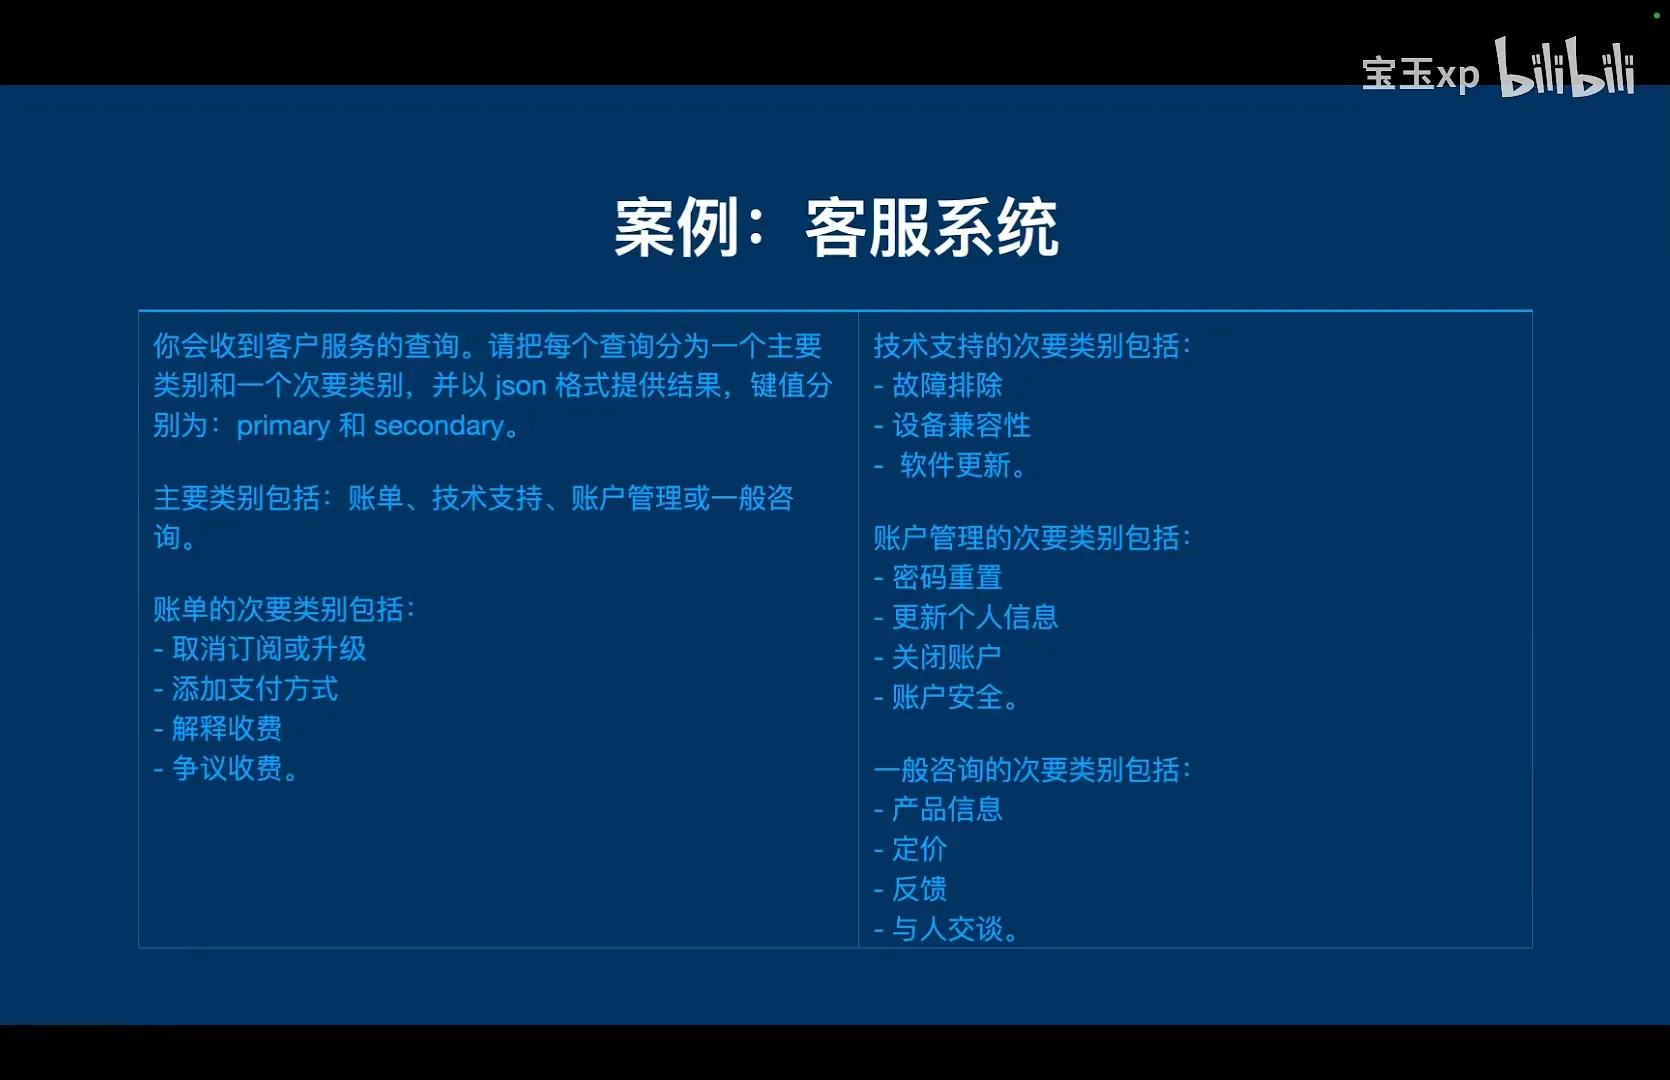 宝玉xp bilibili
案例：客服系统
你会收到客户服务的查询。请把每个查询分为一个主要
类别和一个次要类别，并以 json 格式提供结果，键值分
别为：primary 和 secondary。
主要类别包括：账单、技术支持、账户管理或一般咨
询。
账单的次要类别包括：
- 取消订阅或升级
- 添加支付方式
- 解释收费
- 争议收费。
技术支持的次要类别包括：
- 故障排除
- 设备兼容性
- 软件更新。
账户管理的次要类别包括：
- 密码重置
- 更新个人信息
- 关闭账户
- 账户安全。
一般咨询的次要类别包括：
- 产品信息
- 定价
- 反馈
- 与人交谈。